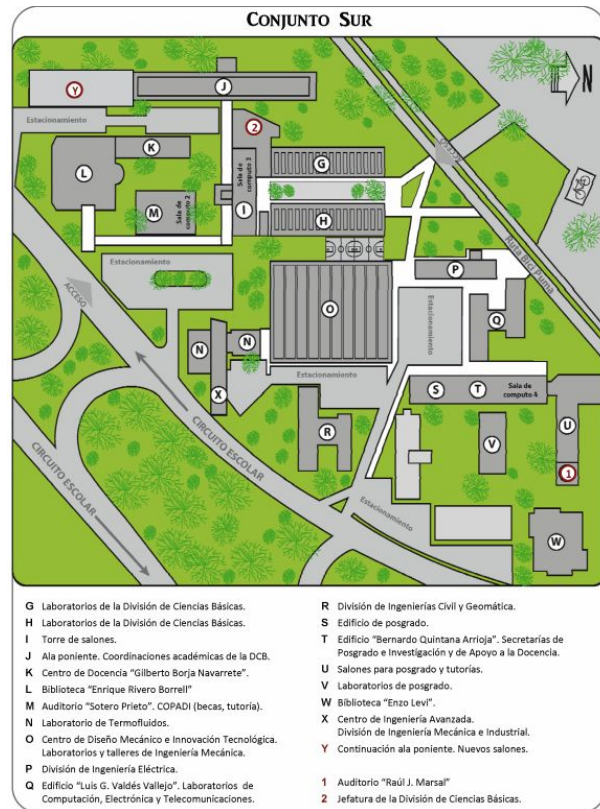 CONJUNTO SUR
N
Y
J
Estacionamiento
2
K
G
L
Sala de
computo 3
ACCESO
M
Sala de
computo 2
I
H
Ruta Bici Puma
Estacionamiento
P
ACCESO
O
Estacionamiento
Q
N
N
Estacionamiento
X
S
T
Sala de
computo 4
R
U
V
CIRCUITO ESCOLAR
1
CIRCUITO ESCOLAR
Estacionamiento
W
G Laboratorios de la División de Ciencias Básicas.
H Laboratorios de la División de Ciencias Básicas.
I Torre de salones.
J Ala poniente. Coordinaciones académicas de la DCB.
K Centro de Docencia "Gilberto Borja Navarrete".
L Biblioteca "Enrique Rivero Borrell"
M Auditorio "Sotero Prieto". COPADI (becas, tutoría).
N Laboratorio de Termofluidos.
O Centro de Diseño Mecánico e Innovación Tecnológica.
Laboratorios y talleres de Ingeniería Mecánica.
P División de Ingeniería Eléctrica.
Q Edificio "Luis G. Valdés Vallejo". Laboratorios de
Computación, Electrónica y Telecomunicaciones.
R División de Ingenierías Civil y Geomática.
S Edificio de posgrado.
T Edificio "Bernardo Quintana Arrioja". Secretarías de
Posgrado e Investigación y de Apoyo a la Docencia.
U Salones para posgrado y tutorías.
V Laboratorios de posgrado.
W Biblioteca "Enzo Levi".
X Centro de Ingeniería Avanzada.
División de Ingeniería Mecánica e Industrial.
Y Continuación ala poniente. Nuevos salones.
1 Auditorio "Raúl J. Marsal"
2 Jefatura de la División de Ciencias Básicas.